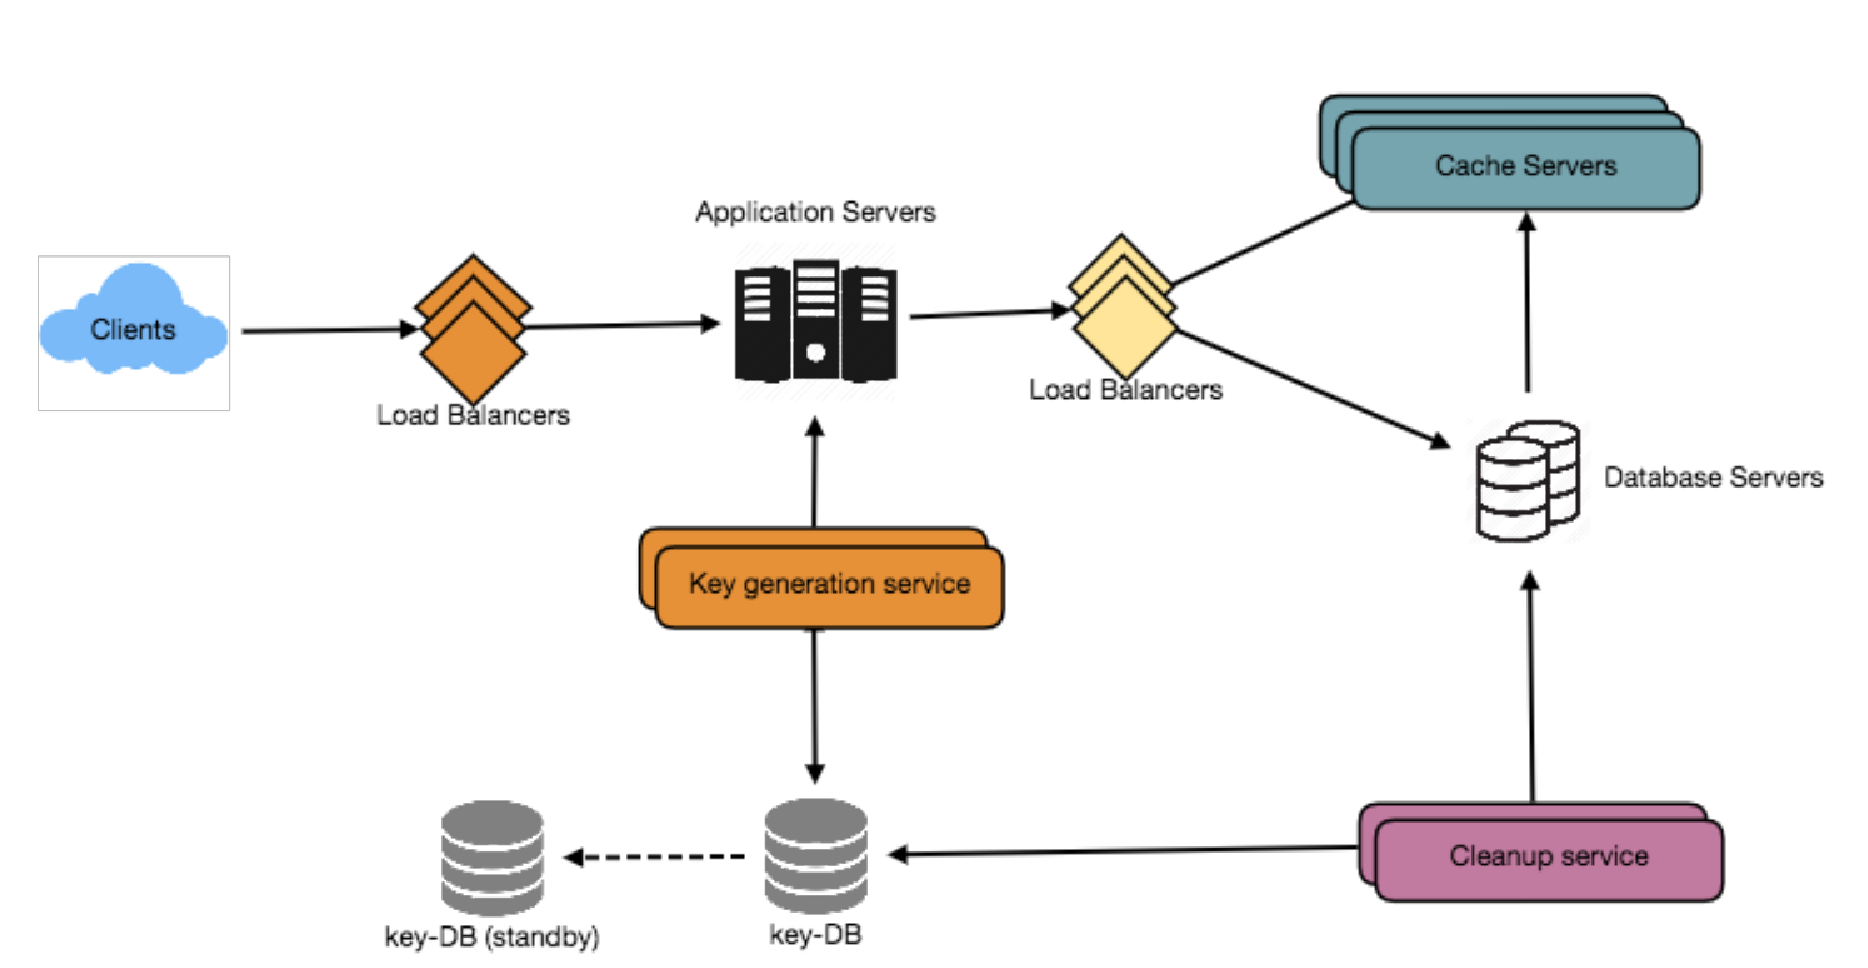 Cache Servers
Application Servers
Clients
Load Balancers
Load Balancers
Database Servers
Key generation service
Cleanup service
key-DB (standby)
key-DB